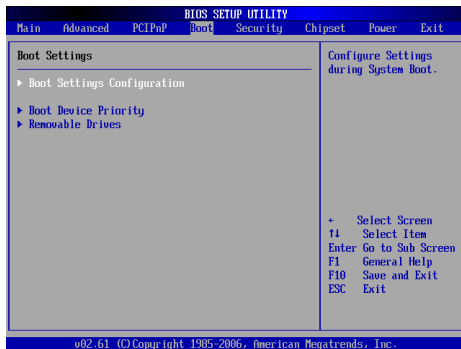 BIOS SETUP UTILITY
Main Advanced PCIPnP Boot Security Chipset Power Exit
Boot Settings
▶ Boot Settings Configuration
▶ Boot Device Priority
▶ Removable Drives
Configure Settings
during System Boot.
← Select Screen
↑↓ Select Item
Enter Go to Sub Screen
F1 General Help
F10 Save and Exit
ESC Exit
v02.61 (C)Copyright 1985-2006, American Megatrends, Inc.